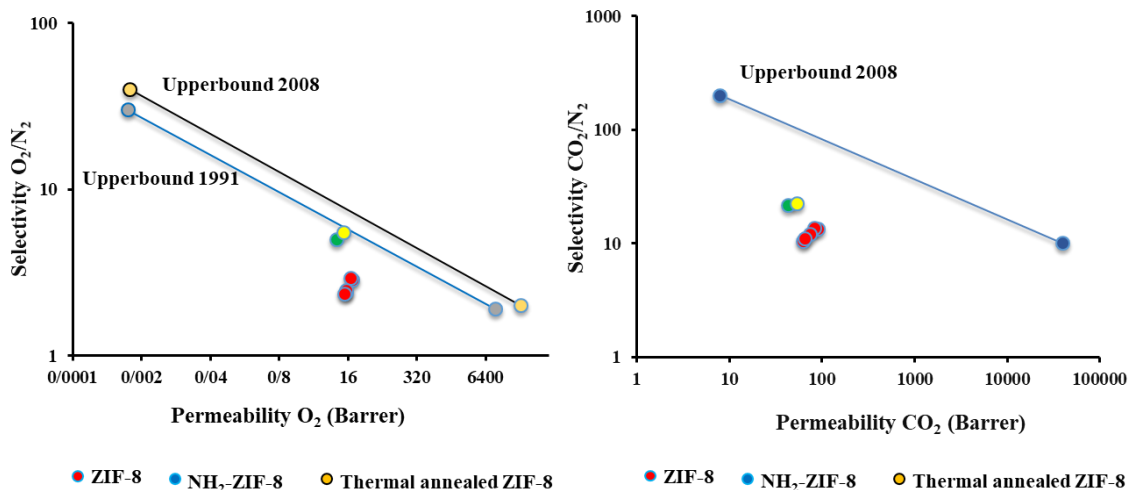 100
10
1
Selectivity O₂/N₂
Upperbound 2008
Upperbound 1991
0/0001 0/002 0/04 0/8 16 320 6400
Permeability O₂ (Barrer)
ZIF-8 NH₂-ZIF-8 Thermal annealed ZIF-8
1000
100
10
1
Selectivity CO₂/N₂
Upperbound 2008
1 10 100 1000 10000 100000
Permeability CO₂ (Barrer)
ZIF-8 NH₂-ZIF-8 Thermal annealed ZIF-8